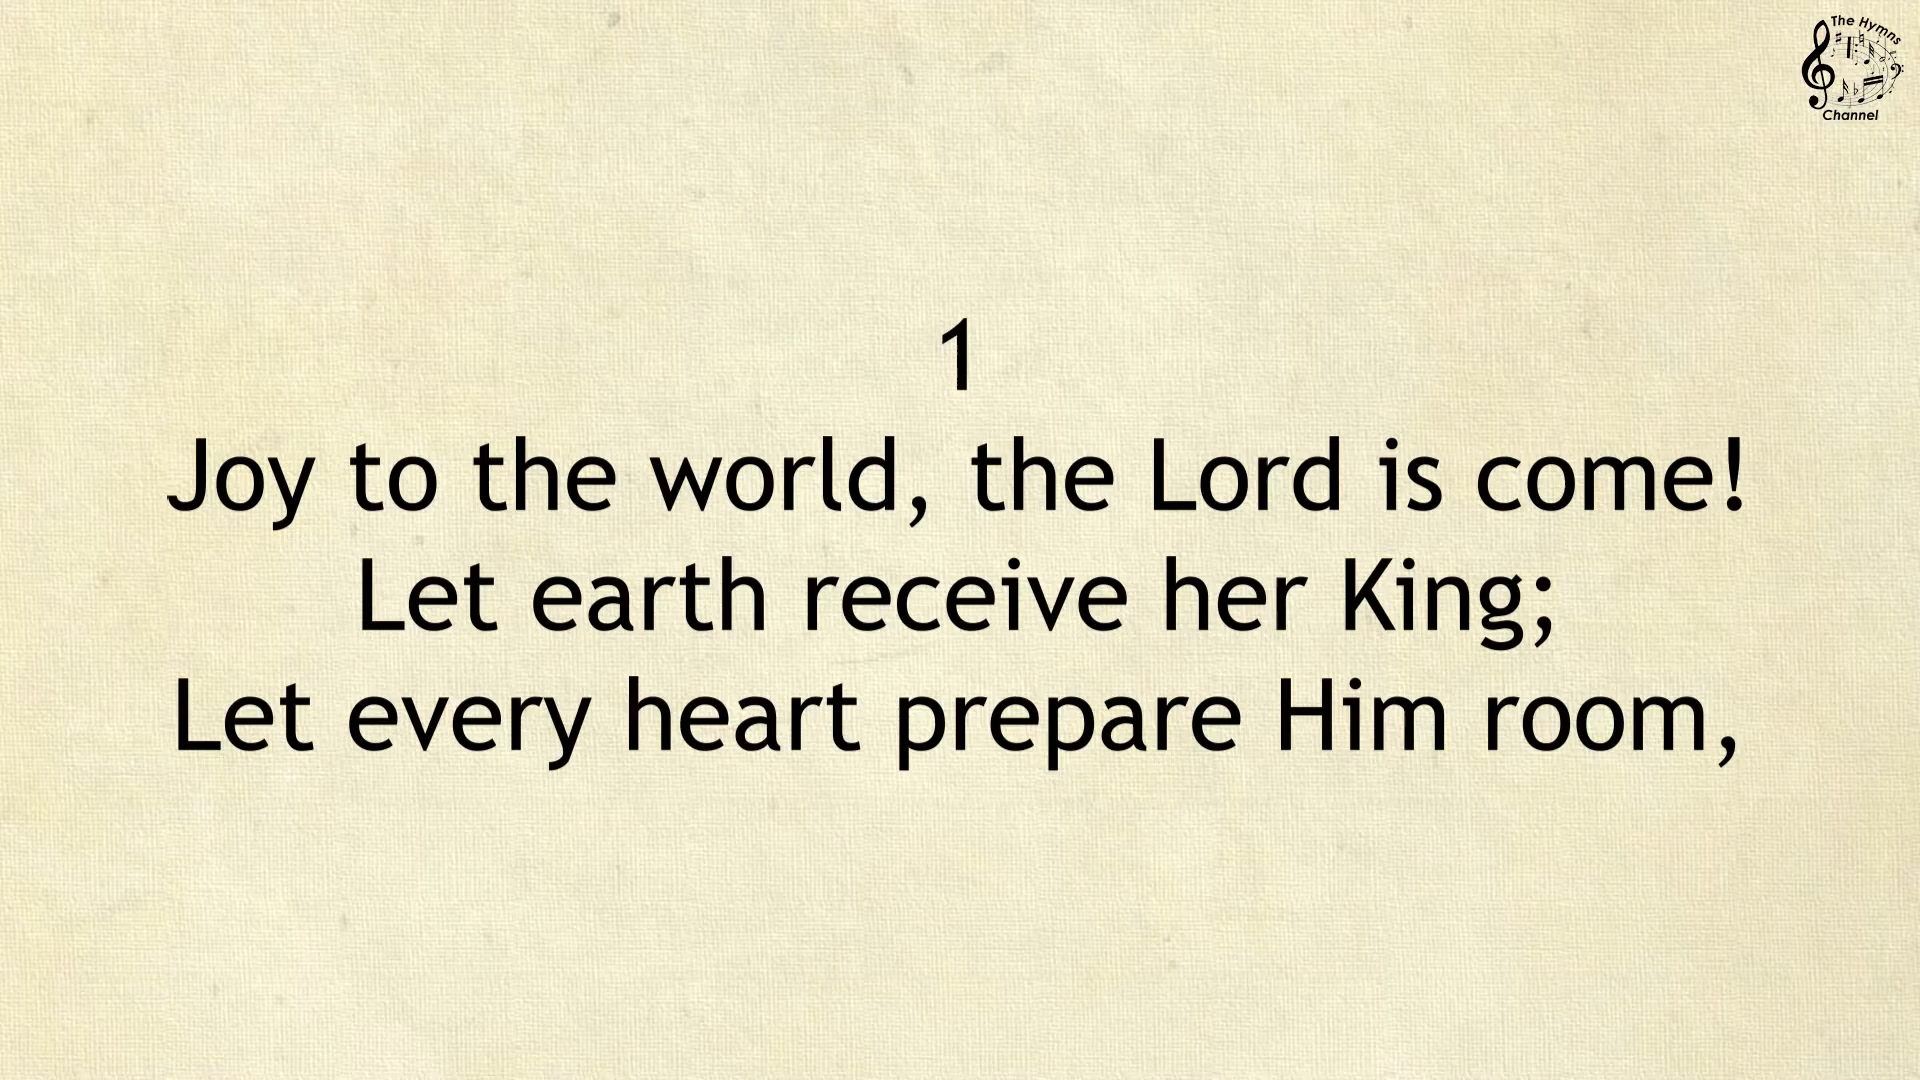 The Hymns
Channel
1
Joy to the world, the Lord is come!
Let earth receive her King;
Let every heart prepare Him room,